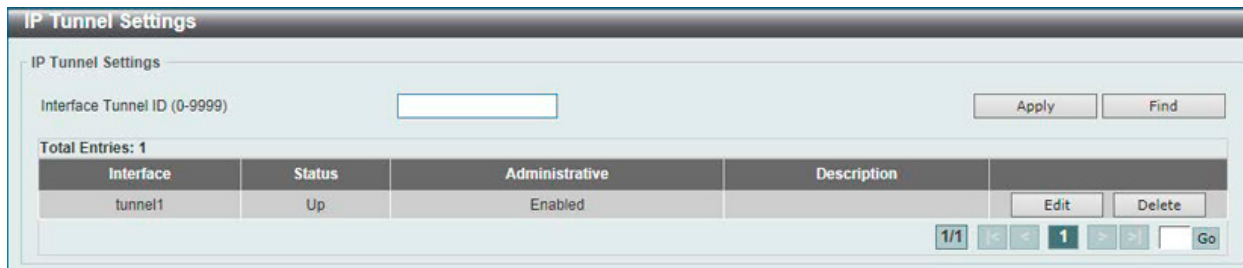 IP Tunnel Settings
IP Tunnel Settings
Interface Tunnel ID (0-9999) Apply Find
Total Entries: 1
Interface Status Administrative Description
tunnel1 Up Enabled Edit Delete
1/1 |< < 1 > >| Go